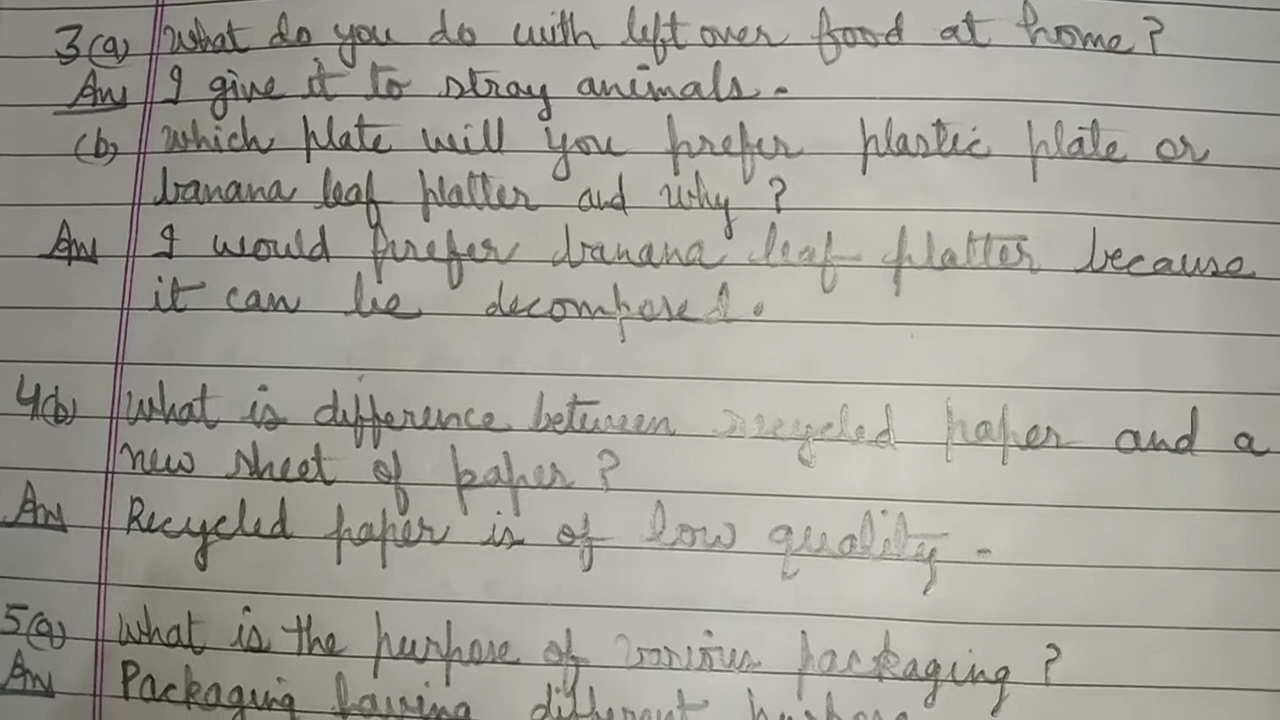 3(a) What do you do with left over food at home?
Ans I give it to stray animals.
(b) which plate will you prefer plastic plate or
banana leaf platter and why?
Ans I would prefer banana leaf platter because
it can be decomposed.
4(b) What is difference between recycled paper and a
new sheet of paper?
Ans Recycled paper is of low quality.
5(a) What is the purpose of various packaging?
Ans Packaging having different purpose